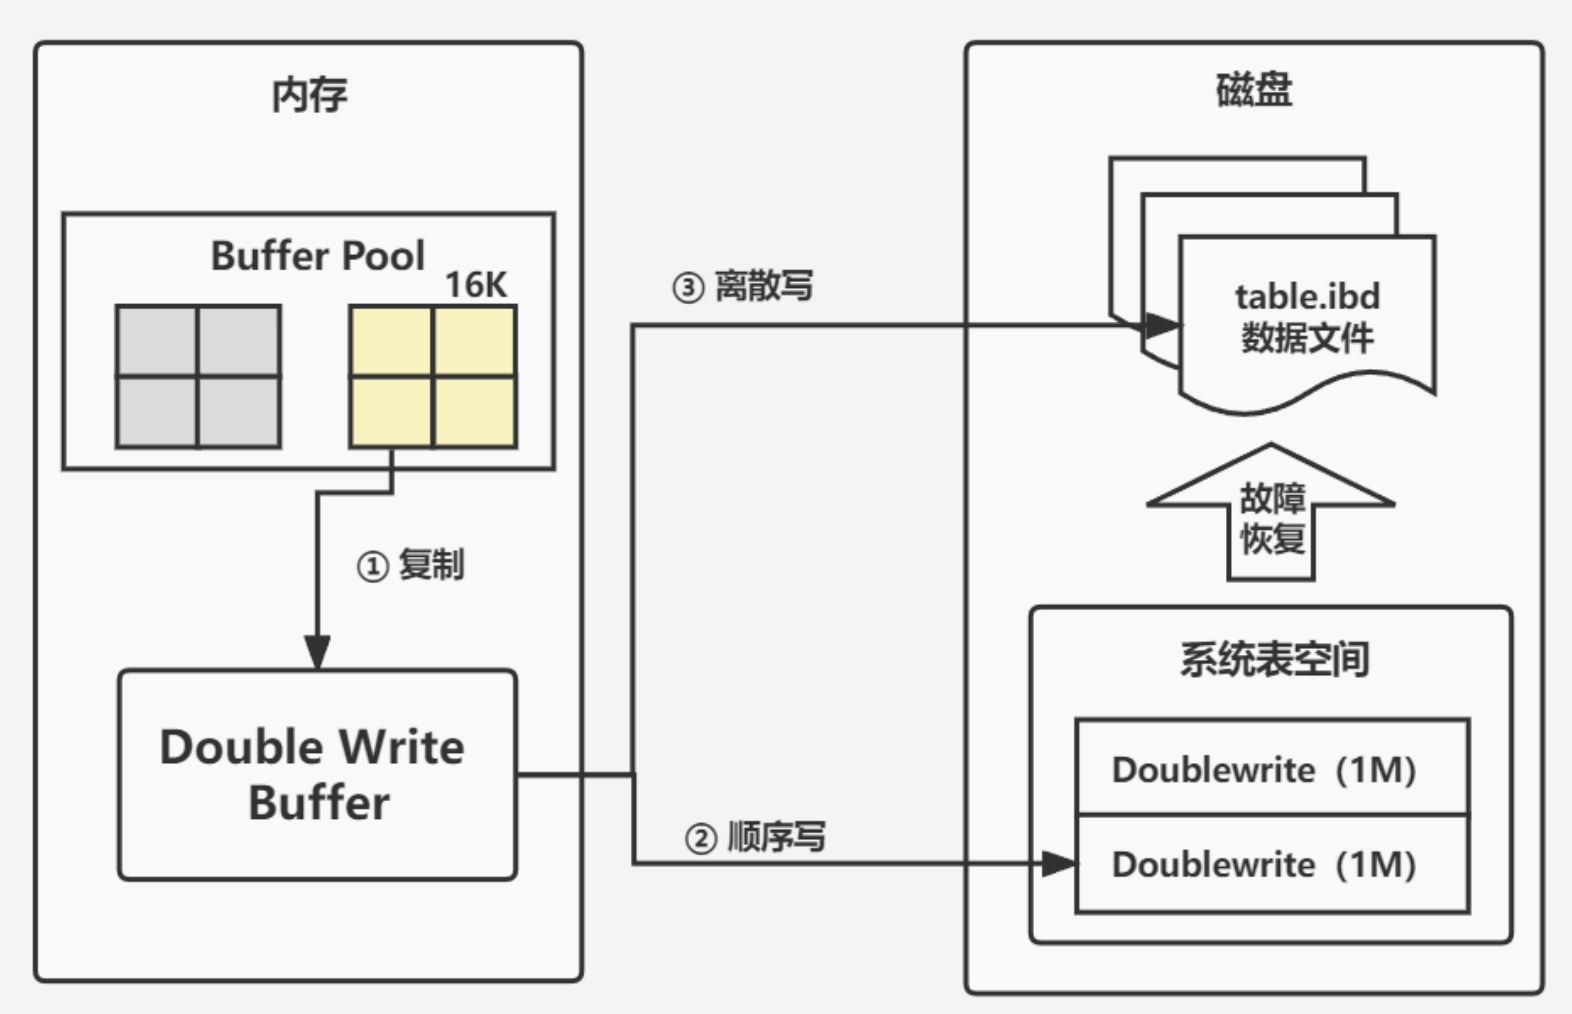 内存
Buffer Pool
16K
① 复制
Double Write
Buffer
③ 离散写
② 顺序写
磁盘
table.ibd
数据文件
故障
恢复
系统表空间
Doublewrite（1M）
Doublewrite（1M）